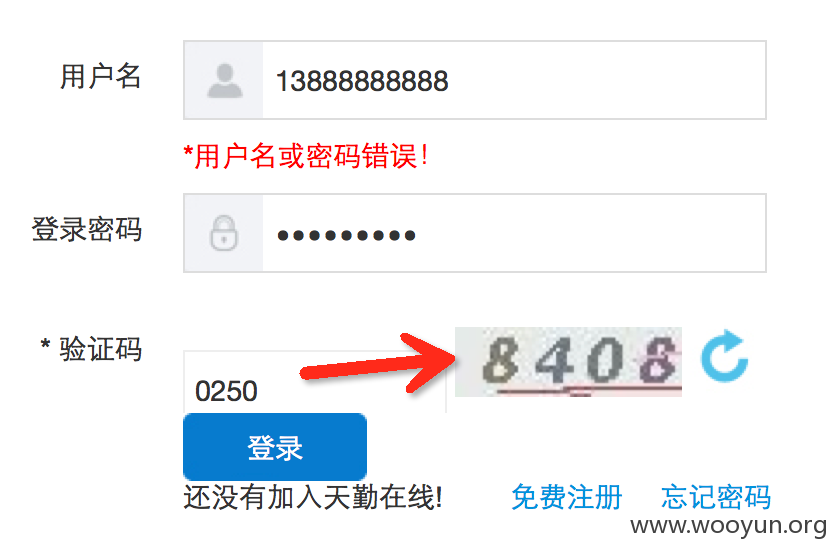 用户名 13888888888
*用户名或密码错误!
登录密码 •••••••••
* 验证码 0250 8408
登录
还没有加入天勤在线! 免费注册 忘记密码
www.wooyun.org